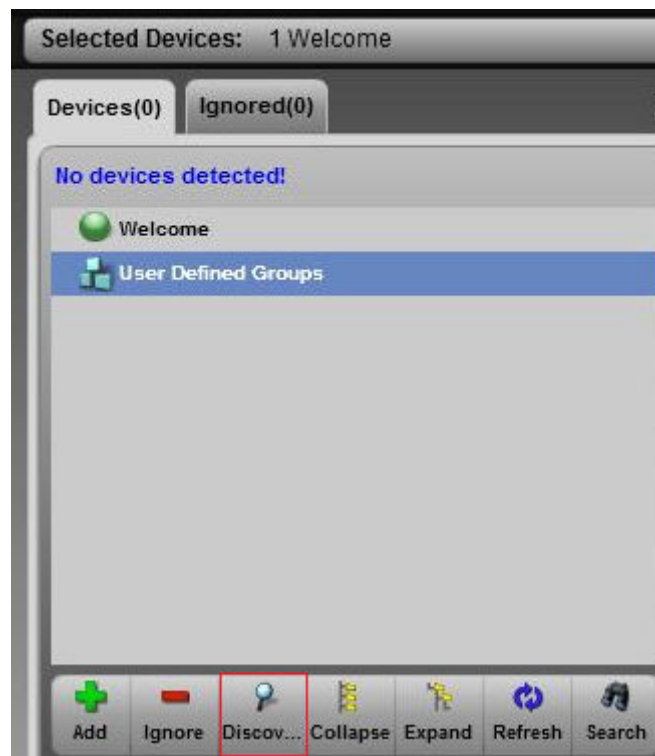 Selected Devices: 1 Welcome
Devices(0) Ignored(0)
No devices detected!
Welcome
User Defined Groups
Add Ignore Discov... Collapse Expand Refresh Search